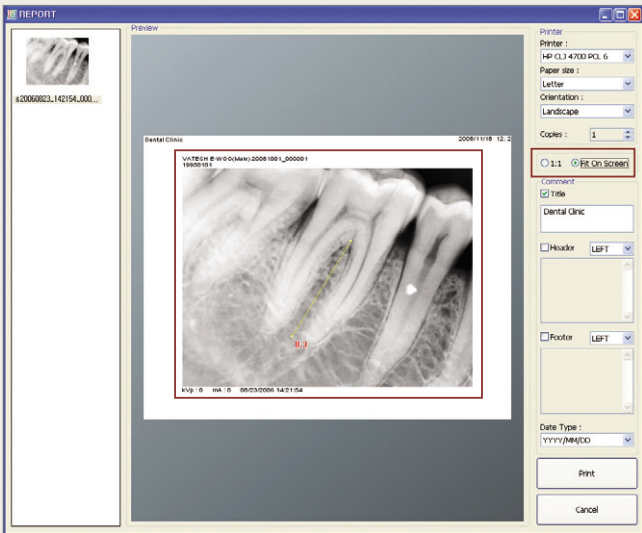 REPORT
Preview
s20060823_142154_000...
Dental Clinic
2008/11/18 12: 2
VATECH E-WOO(Male)-20061001_000001
19950101
8.3
kVp : 0 mA : 0 08/23/2006 14:21:54
Printer
Printer :
HP CLJ 4700 PCL 6
Paper size :
Letter
Orientation :
Landscape
Copies :
1
1:1
Fit On Screen
Comment
Title
Dental Clinic
Header
LEFT
Footer
LEFT
Date Type :
YYYY/MM/DD
Print
Cancel